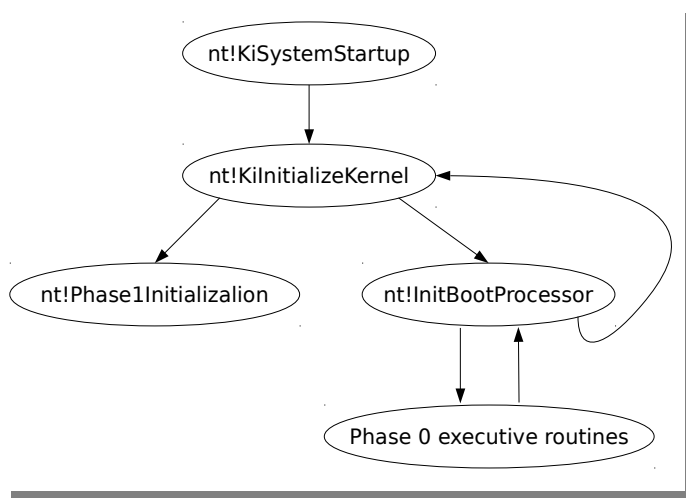 nt!KiSystemStartup
nt!KiInitializeKernel
nt!Phase1Initializalion
nt!InitBootProcessor
Phase 0 executive routines